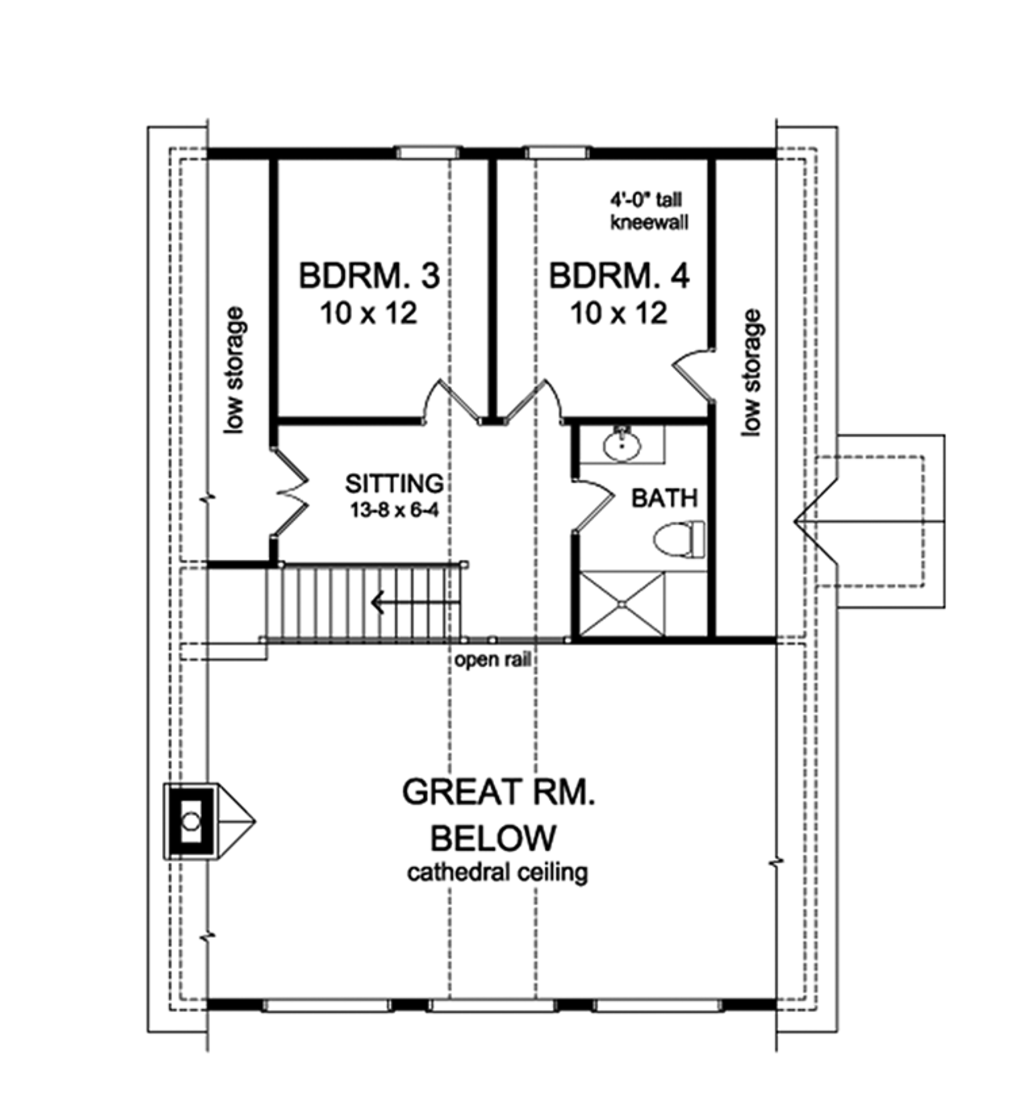 4'-0" tall
kneewall
BDRM. 3
10 x 12
BDRM. 4
10 x 12
low storage
low storage
SITTING
13-8 x 6-4
BATH
open rail
GREAT RM.
BELOW
cathedral ceiling